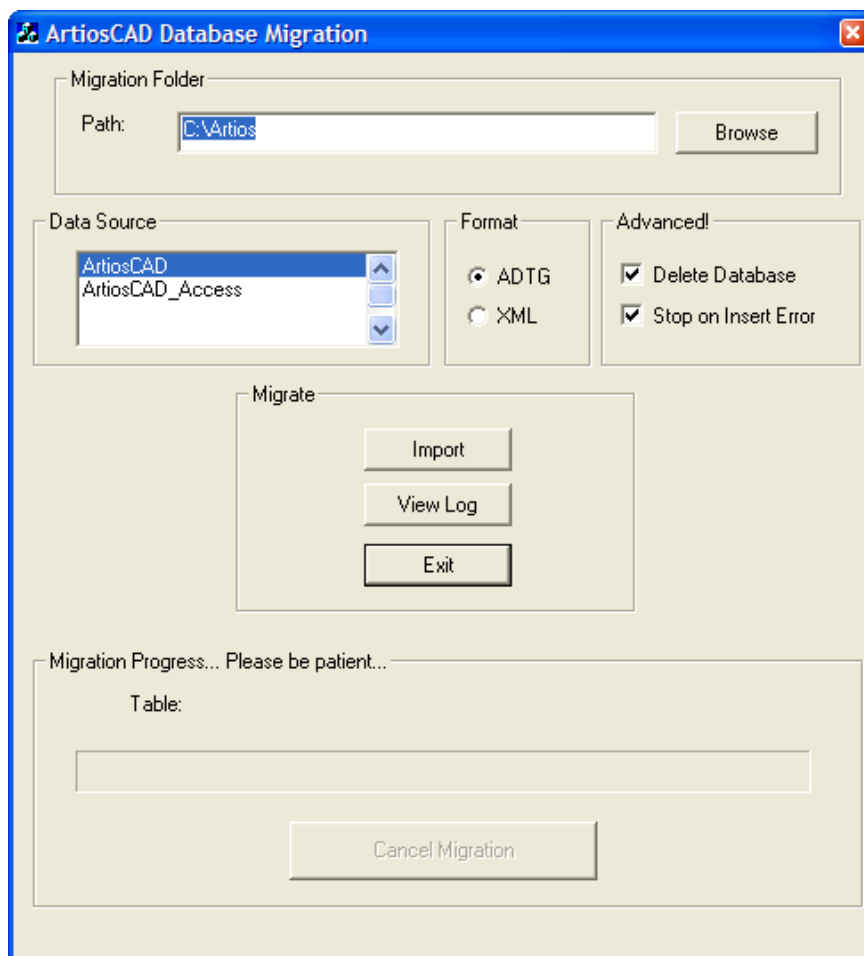 ArtiosCAD Database Migration
Migration Folder
Path:
C:\Artios
Browse
Data Source
ArtiosCAD
ArtiosCAD_Access
Format
ADTG
XML
Advanced!
Delete Database
Stop on Insert Error
Migrate
Import
View Log
Exit
Migration Progress... Please be patient...
Table:
Cancel Migration